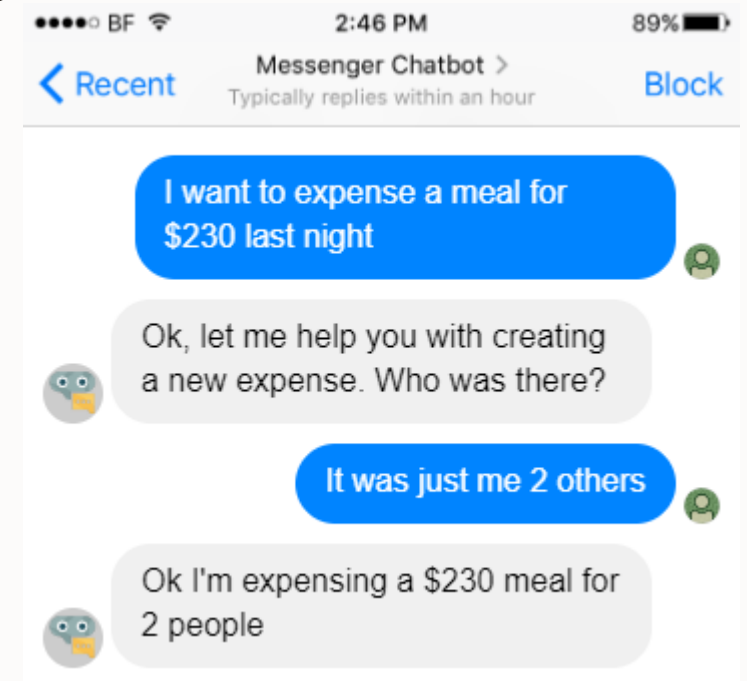 BF 2:46 PM 89%
Messenger Chatbot >
Recent
Typically replies within an hour
Block
I want to expense a meal for
$230 last night
Ok, let me help you with creating
a new expense. Who was there?
It was just me 2 others
Ok I'm expensing a $230 meal for
2 people